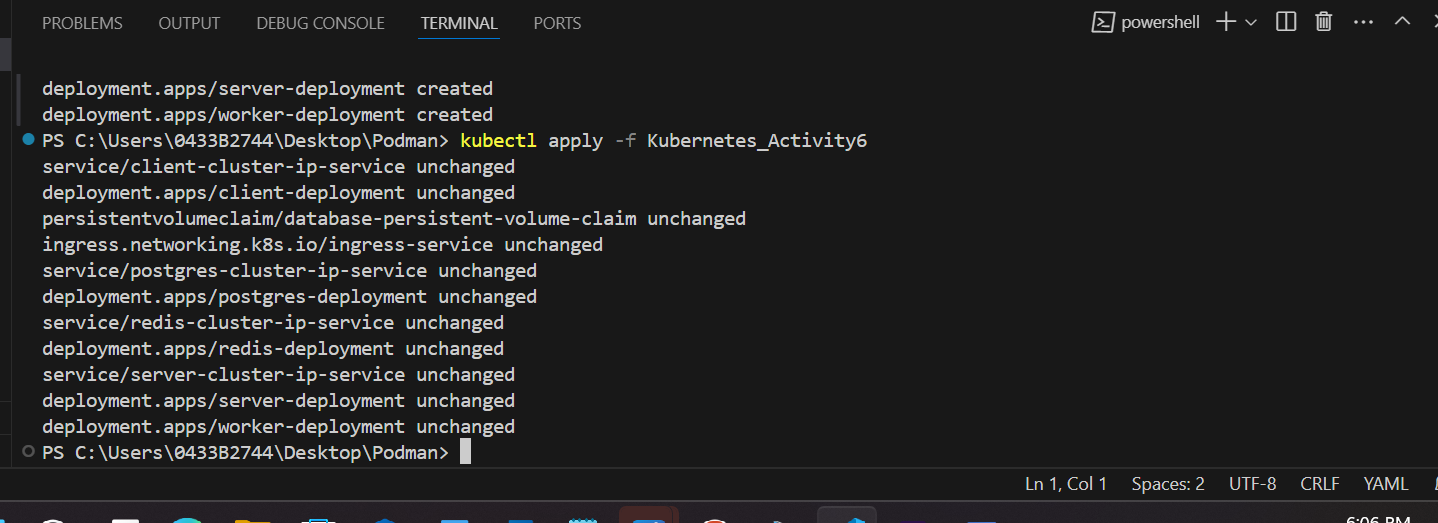 PROBLEMS OUTPUT DEBUG CONSOLE TERMINAL PORTS powershell
deployment.apps/server-deployment created
deployment.apps/worker-deployment created
PS C:\Users\0433B2744\Desktop\Podman> kubectl apply -f Kubernetes_Activity6
service/client-cluster-ip-service unchanged
deployment.apps/client-deployment unchanged
persistentvolumeclaim/database-persistent-volume-claim unchanged
ingress.networking.k8s.io/ingress-service unchanged
service/postgres-cluster-ip-service unchanged
deployment.apps/postgres-deployment unchanged
service/redis-cluster-ip-service unchanged
deployment.apps/redis-deployment unchanged
service/server-cluster-ip-service unchanged
deployment.apps/server-deployment unchanged
deployment.apps/worker-deployment unchanged
PS C:\Users\0433B2744\Desktop\Podman>
Ln 1, Col 1 Spaces: 2 UTF-8 CRLF YAML
6:06 PM